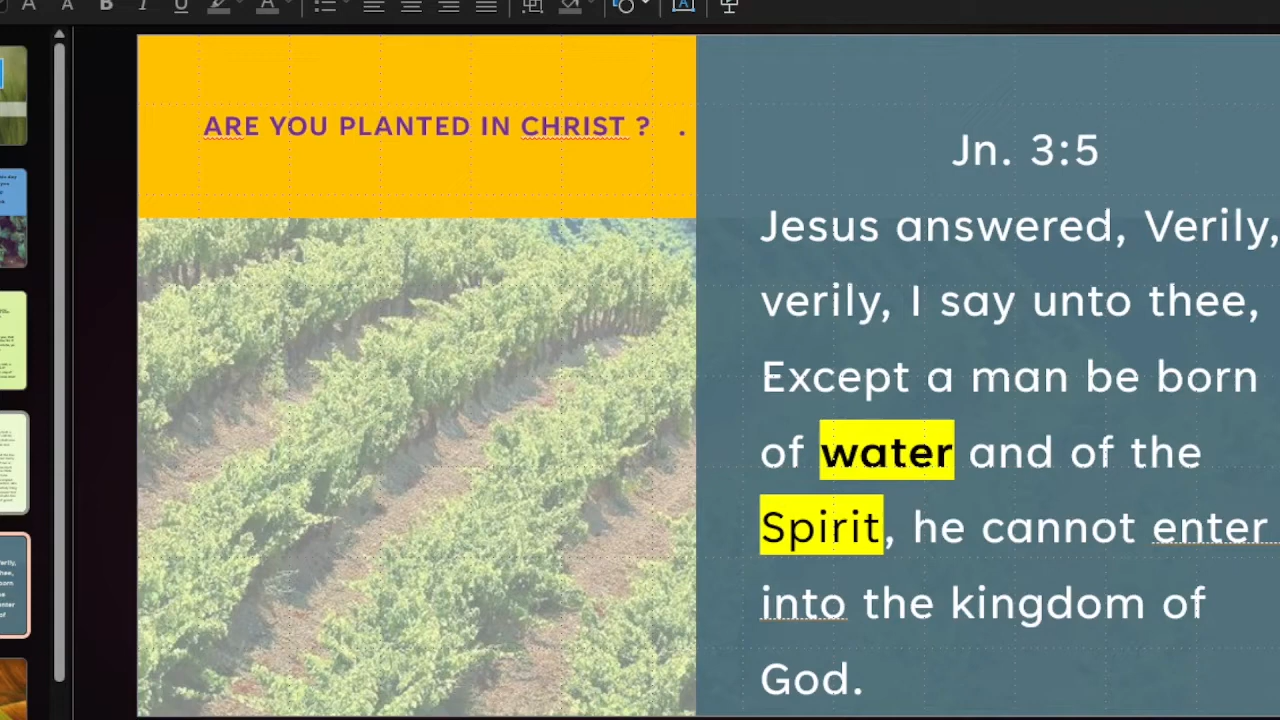 ARE YOU PLANTED IN CHRIST ? .
Jn. 3:5
Jesus answered, Verily,
verily, I say unto thee,
Except a man be born
of water and of the
Spirit, he cannot enter
into the kingdom of
God.